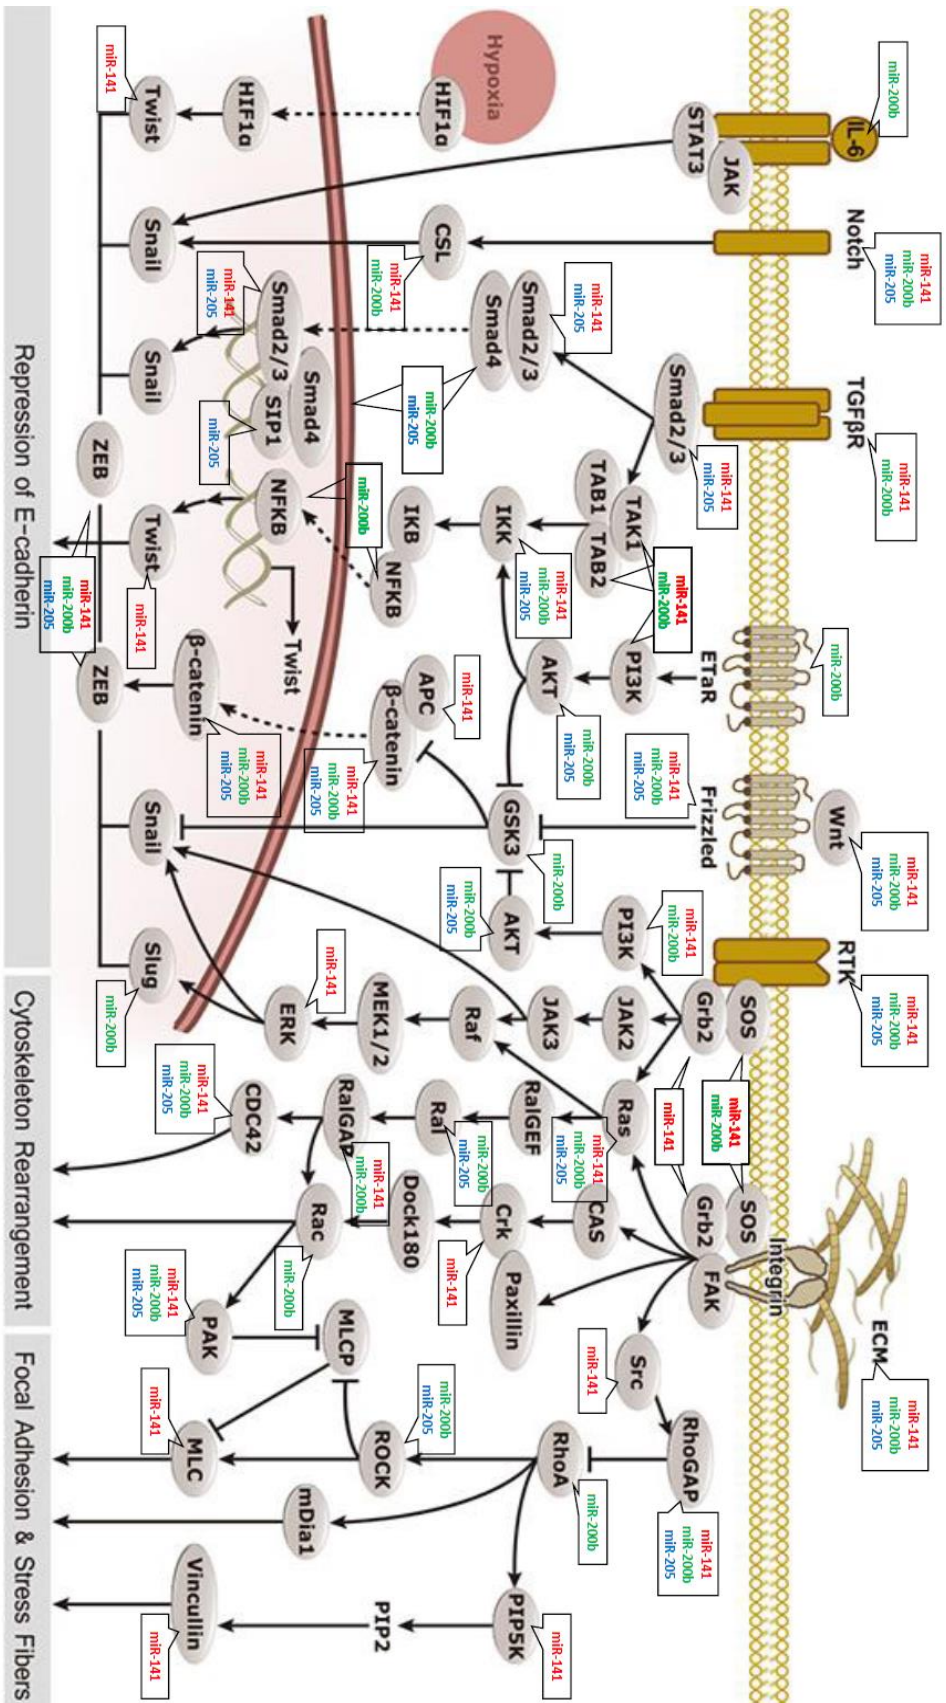 miR-200b
IL-6
JAK
STAT3
Hypoxia
HIF1α
HIF1α
Twist
miR-141
Notch
miR-141
miR-200b
miR-205
CSL
miR-141
miR-200b
Snail
TGFβR
miR-141
miR-200b
Smad2/3
miR-141
miR-205
Smad2/3
Smad4
miR-141
miR-205
miR-200b
miR-205
Smad2/3
Smad4
SIP1
miR-141
miR-205
miR-205
Snail
TAK1
TAB1
TAB2
miR-141
miR-200b
IKK
miR-141
miR-200b
miR-205
IKB
NFKB
miR-200b
NFKB
Twist
Twist
miR-141
ZEB
miR-141
miR-200b
miR-205
ZEB
miR-200b
ETaR
PI3K
AKT
miR-200b
miR-205
Wnt
miR-141
miR-200b
miR-205
Frizzled
miR-141
miR-200b
miR-205
GSK3
miR-200b
APC
miR-141
β-catenin
miR-141
miR-200b
miR-205
β-catenin
miR-141
miR-200b
miR-205
Snail
RTK
miR-141
miR-200b
miR-205
SOS
Grb2
miR-141
miR-200b
miR-141
PI3K
miR-141
miR-200b
AKT
miR-200b
miR-205
JAK2
JAK3
Raf
MEK1/2
ERK
miR-141
Slug
miR-200b
Ras
miR-141
miR-200b
miR-205
RalGEF
Ral
miR-200b
miR-205
RalGAP
miR-141
miR-200b
CDC42
miR-141
miR-200b
miR-205
ECM
miR-141
miR-200b
miR-205
Integrin
SOS
Grb2
FAK
CAS
Crk
miR-141
Dock180
Rac
miR-200b
PAK
miR-141
miR-200b
miR-205
Paxillin
Src
miR-141
RhoGAP
miR-141
miR-200b
miR-205
RhoA
miR-200b
ROCK
miR-200b
miR-205
MLCP
MLC
miR-141
mDia1
PIP5K
miR-141
PIP2
Vincullin
miR-141
Repression of E-cadherin
Cytoskeleton Rearrangement
Focal Adhesion & Stress Fibers